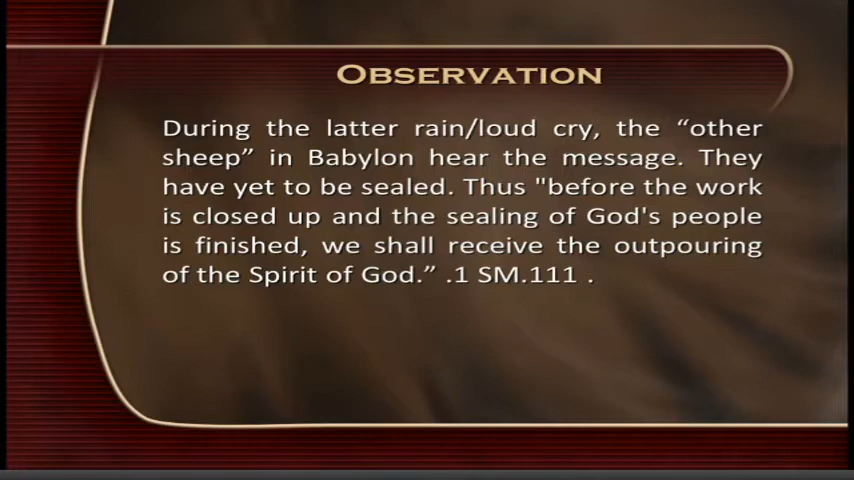 OBSERVATION
During the latter rain/loud cry, the “other
sheep” in Babylon hear the message. They
have yet to be sealed. Thus "before the work
is closed up and the sealing of God's people
is finished, we shall receive the outpouring
of the Spirit of God.” .1 SM.111 .